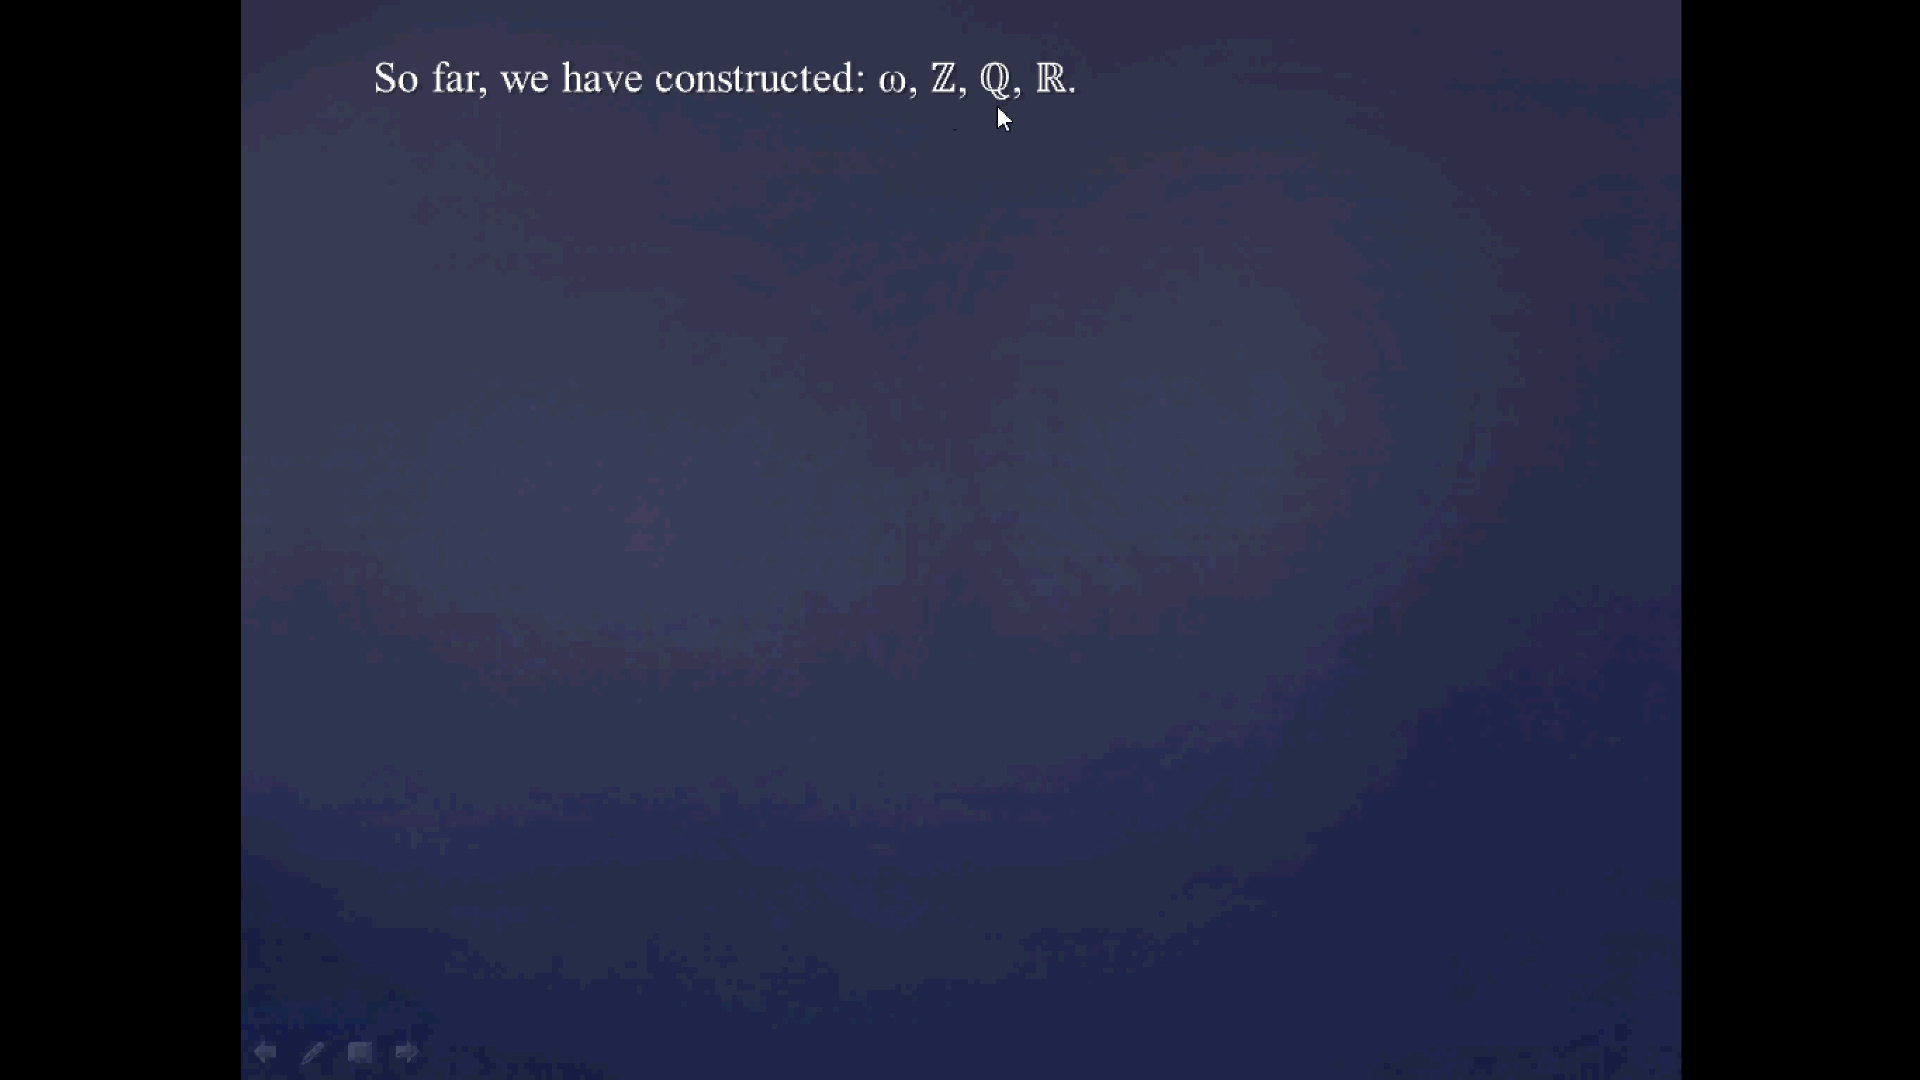 So far, we have constructed: ω, ℤ, ℚ, ℝ.